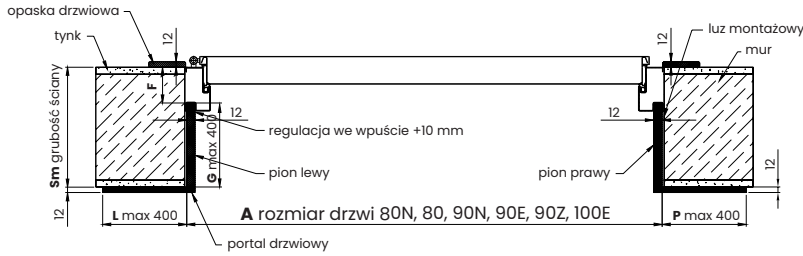 opaska drzwiowa
tynk
12
12
luz montażowy
mur
Sm grubość ściany
F
12
G max 400
regulacja we wpuście +10 mm
12
pion lewy
pion prawy
12
12
L max 400
A rozmiar drzwi 80N, 80, 90N, 90E, 90Z, 100E
P max 400
portal drzwiowy